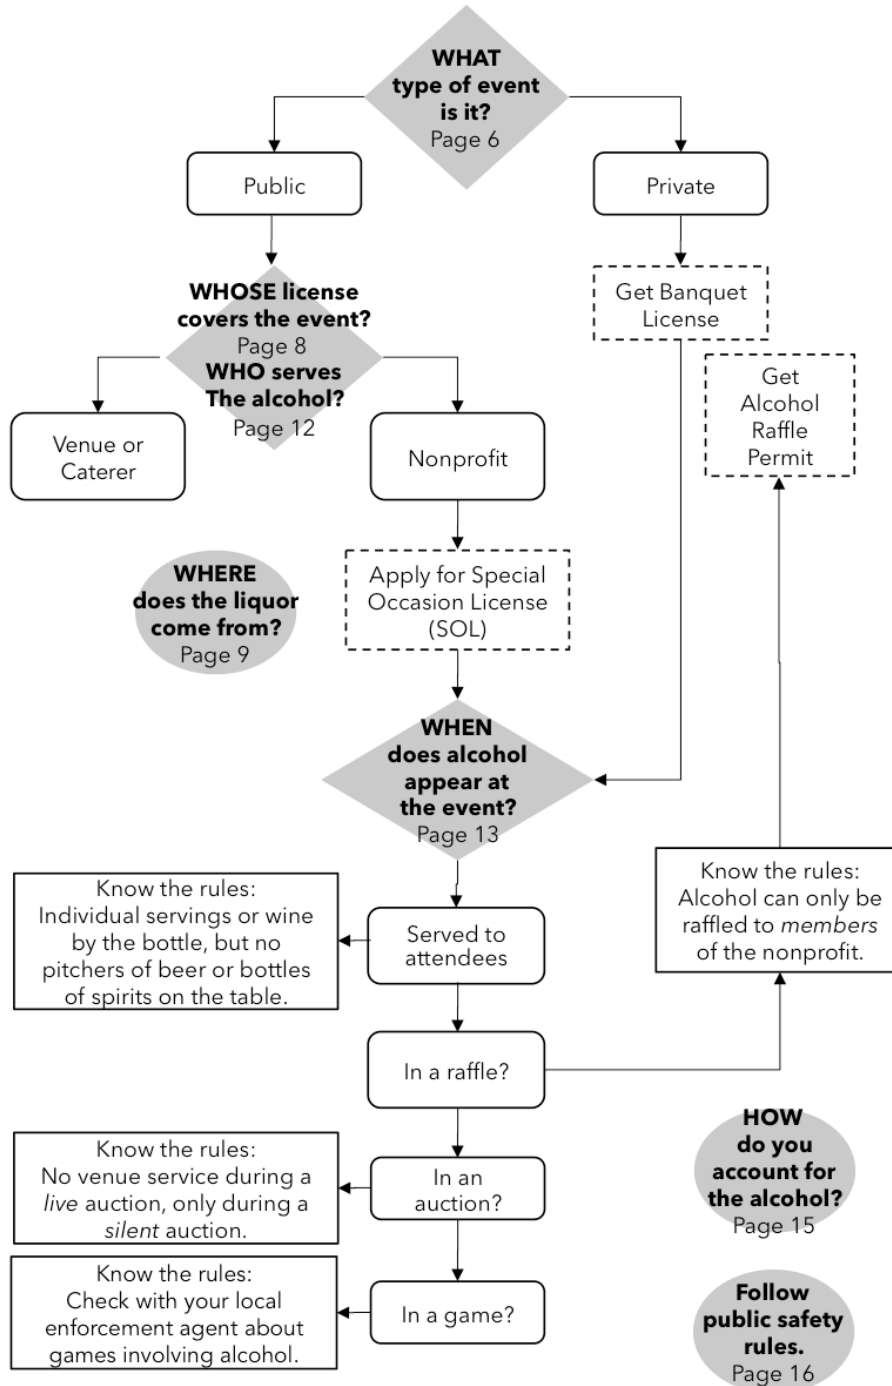 WHAT
type of event
is it?
Page 6
Public
Private
WHOSE license
covers the event?
Page 8
WHO serves
The alcohol?
Page 12
Get Banquet
License
Get
Alcohol
Raffle
Permit
Venue or
Caterer
Nonprofit
WHERE
does the liquor
come from?
Page 9
Apply for Special
Occasion License
(SOL)
WHEN
does alcohol
appear at
the event?
Page 13
Know the rules:
Individual servings or wine
by the bottle, but no
pitchers of beer or bottles
of spirits on the table.
Served to
attendees
Know the rules:
Alcohol can only be
raffled to members
of the nonprofit.
In a raffle?
Know the rules:
No venue service during a
live auction, only during a
silent auction.
In an
auction?
HOW
do you
account for
the alcohol?
Page 15
Know the rules:
Check with your local
enforcement agent about
games involving alcohol.
In a game?
Follow
public safety
rules.
Page 16